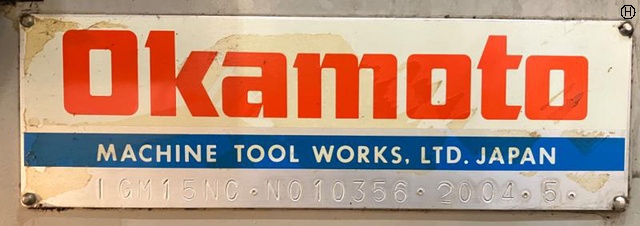 Okamoto
MACHINE TOOL WORKS, LTD. JAPAN
IGM15NC・NO10356・2004・5・
H